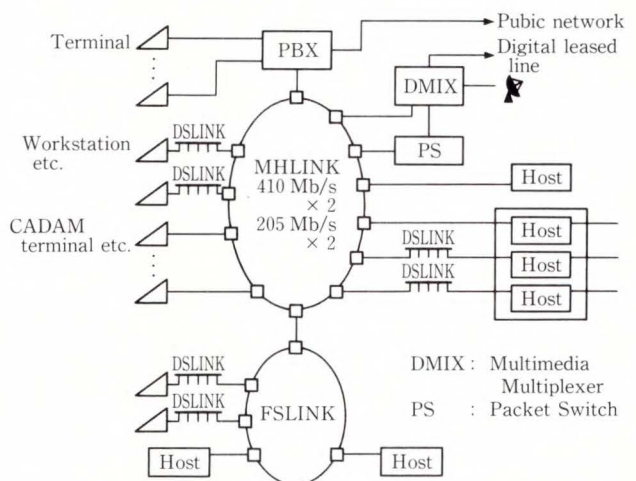 Terminal
PBX
Pubic network
Digital leased
line
DMIX
PS
Workstation
etc.
DSLINK
DSLINK
MHLINK
410 Mb/s
× 2
205 Mb/s
× 2
Host
CADAM
terminal etc.
DSLINK
DSLINK
Host
Host
Host
DSLINK
DSLINK
FSLINK
Host
Host
DMIX : Multimedia
Multiplexer
PS : Packet Switch